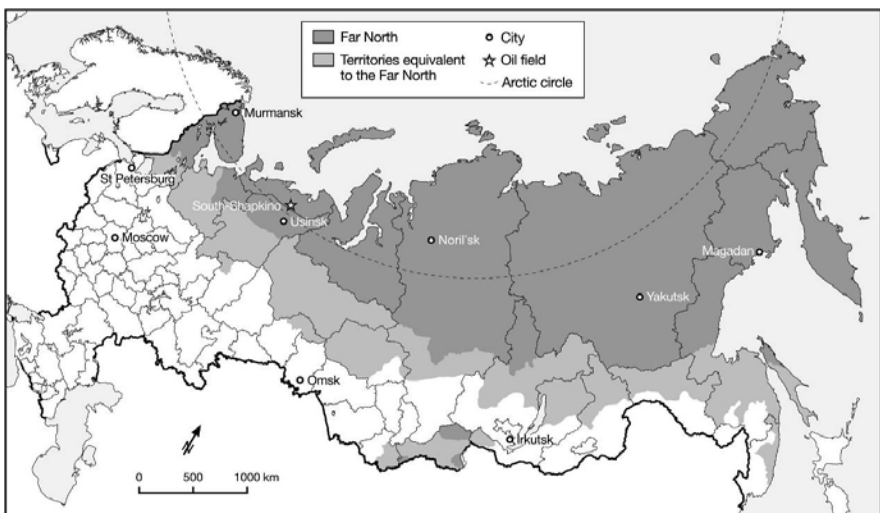 Far North
Territories equivalent
to the Far North
City
Oil field
Arctic circle
Murmansk
St Petersburg
South-Shapkino
Usinsk
Moscow
Noril'sk
Magadan
Yakutsk
Omsk
Irkutsk
N
0 500 1000 km